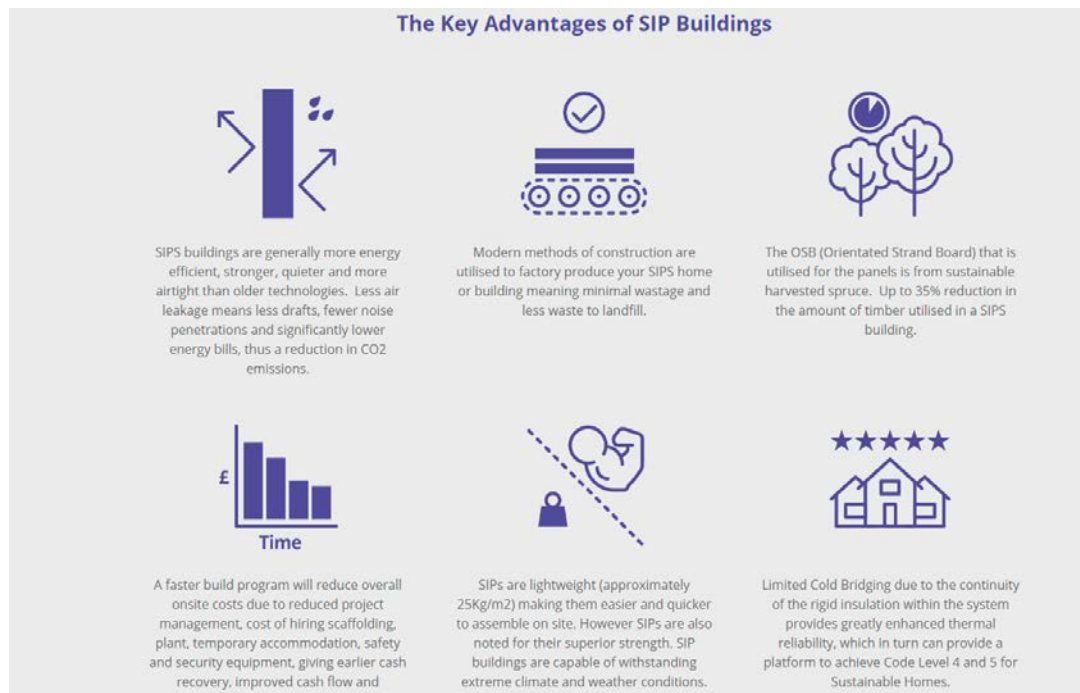 The Key Advantages of SIP Buildings
SIPS buildings are generally more energy
efficient, stronger, quieter and more
airtight than older technologies.  Less air
leakage means less drafts, fewer noise
penetrations and significantly lower
energy bills, thus a reduction in CO2
emissions.
Modern methods of construction are
utilised to factory produce your SIPS home
or building meaning minimal wastage and
less waste to landfill.
The OSB (Orientated Strand Board) that is
utilised for the panels is from sustainable
harvested spruce.  Up to 35% reduction in
the amount of timber utilised in a SIPS
building.
£
Time
A faster build program will reduce overall
onsite costs due to reduced project
management, cost of hiring scaffolding,
plant, temporary accommodation, safety
and security equipment, giving earlier cash
recovery, improved cash flow and
SIPs are lightweight (approximately
25Kg/m2) making them easier and quicker
to assemble on site. However SIPs are also
noted for their superior strength. SIP
buildings are capable of withstanding
extreme climate and weather conditions.
Limited Cold Bridging due to the continuity
of the rigid insulation within the system
provides greatly enhanced thermal
reliability, which in turn can provide a
platform to achieve Code Level 4 and 5 for
Sustainable Homes.